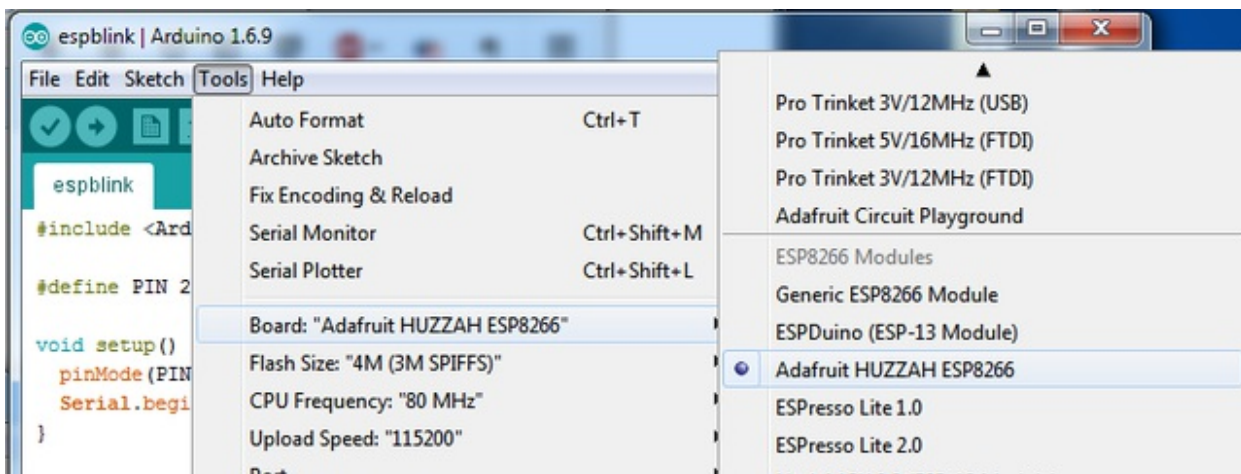 espblink | Arduino 1.6.9
File Edit Sketch Tools Help
Auto Format Ctrl+T
Archive Sketch
Fix Encoding & Reload
Serial Monitor Ctrl+Shift+M
Serial Plotter Ctrl+Shift+L
Board: "Adafruit HUZZAH ESP8266"
Flash Size: "4M (3M SPIFFS)"
CPU Frequency: "80 MHz"
Upload Speed: "115200"
Port
espblink
#include <Ard
#define PIN 2
void setup()
pinMode(PIN
Serial.begi
}
Pro Trinket 3V/12MHz (USB)
Pro Trinket 5V/16MHz (FTDI)
Pro Trinket 3V/12MHz (FTDI)
Adafruit Circuit Playground
ESP8266 Modules
Generic ESP8266 Module
ESPDuino (ESP-13 Module)
Adafruit HUZZAH ESP8266
ESPresso Lite 1.0
ESPresso Lite 2.0